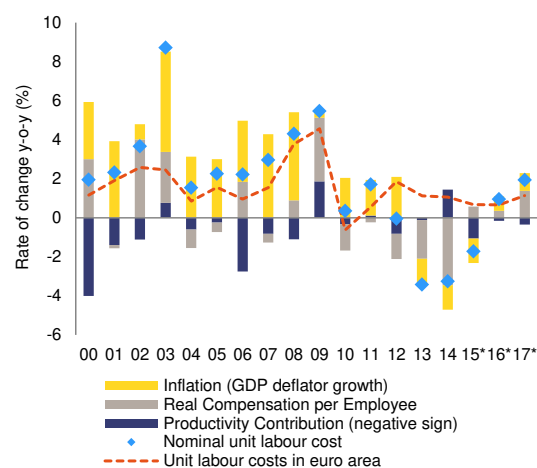 Rate of change y-o-y (%)
10
8
6
4
2
0
-2
-4
-6
00 01 02 03 04 05 06 07 08 09 10 11 12 13 14 15* 16* 17*
Inflation (GDP deflator growth)
Real Compensation per Employee
Productivity Contribution (negative sign)
Nominal unit labour cost
Unit labour costs in euro area